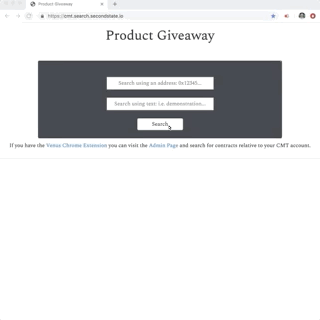 Product Giveaway
https://cmt.search.secondstate.io
Product Giveaway
Search using an address: 0x12345...
Search using text: i.e. demonstration...
Search
If you have the Venus Chrome Extension you can visit the Admin Page and search for contracts relative to your CMT account.